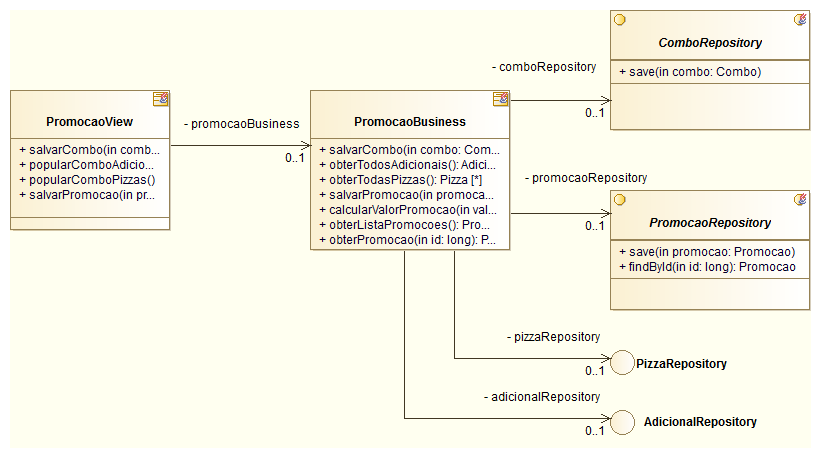 PromocaoView
+ salvarCombo(in comb...
+ popularComboAdicio...
+ popularComboPizzas()
+ salvarPromocao(in pr...
- promocaoBusiness
0..1
PromocaoBusiness
+ salvarCombo(in combo: Com...
+ obterTodosAdicionais(): Adici...
+ obterTodasPizzas(): Pizza [*]
+ salvarPromocao(in promoca...
+ calcularValorPromocao(in val...
+ obterListaPromocoes(): Pro...
+ obterPromocao(in id: long): P...
- comboRepository
0..1
ComboRepository
+ save(in combo: Combo)
- promocaoRepository
0..1
PromocaoRepository
+ save(in promocao: Promocao)
+ findById(in id: long): Promocao
- pizzaRepository
0..1
PizzaRepository
- adicionalRepository
0..1
AdicionalRepository